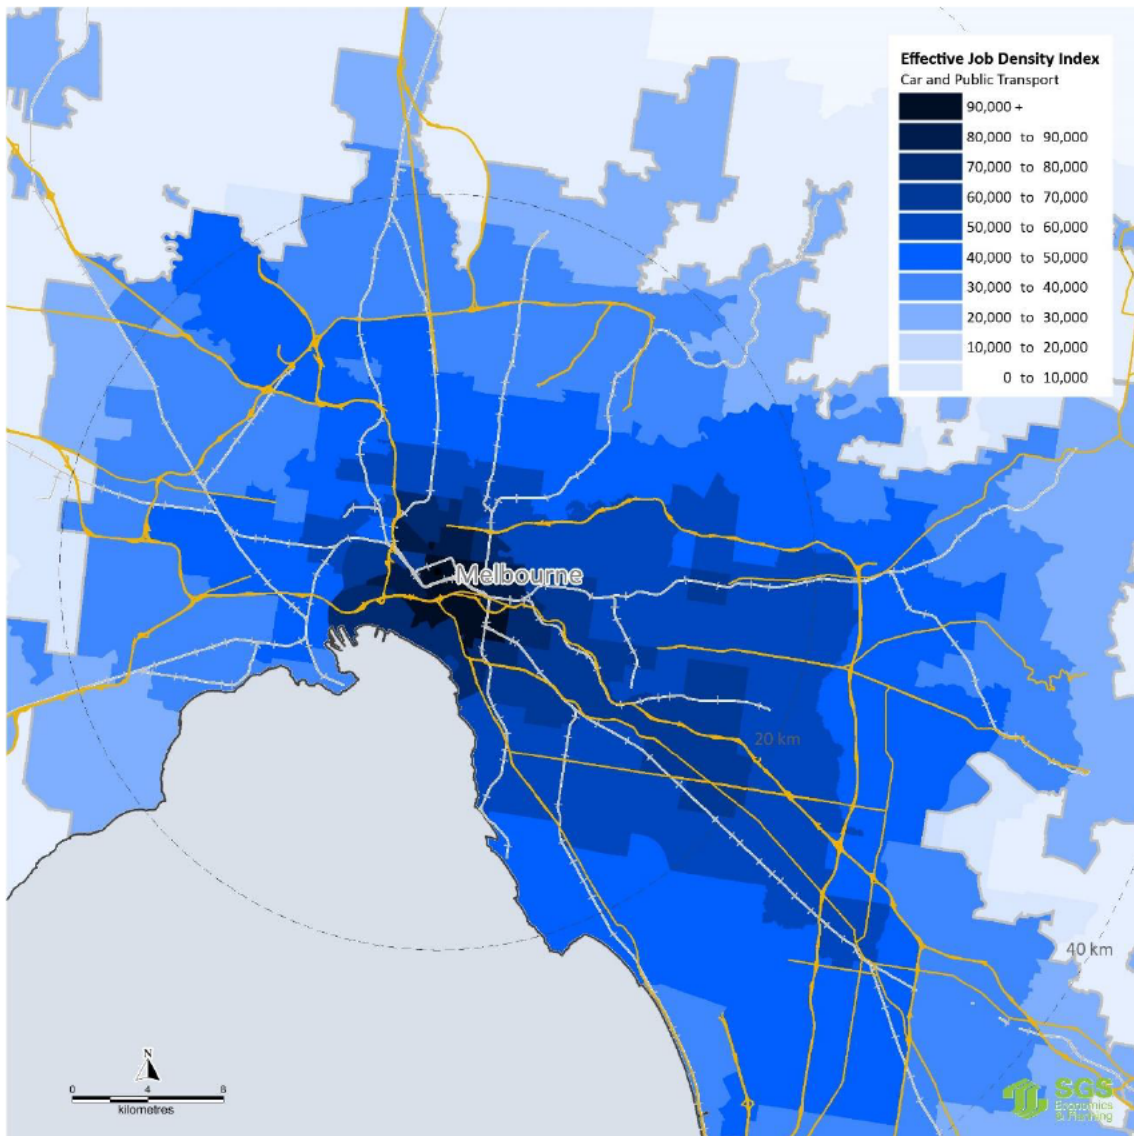 Effective Job Density Index
Car and Public Transport
90,000 +
80,000 to 90,000
70,000 to 80,000
60,000 to 70,000
50,000 to 60,000
40,000 to 50,000
30,000 to 40,000
20,000 to 30,000
10,000 to 20,000
0 to 10,000
Melbourne
20 km
40 km
N
0 4 8
kilometres
SGS
Economics
& Planning